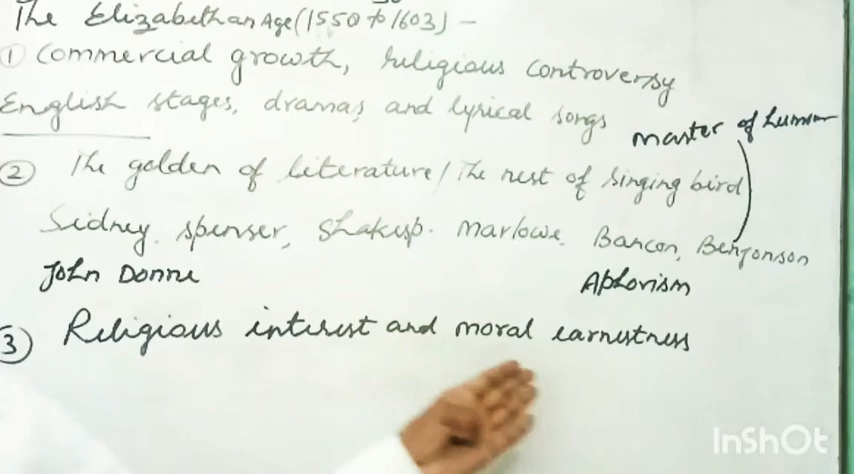 The Elizabethan Age (1550 to 1603) -
① Commercial growth, religious controversy
English stages, dramas, and lyrical songs
master of humor
② The golden of literature / The nest of singing bird
Sidney. Spenser, Shakesp. Marlowe. Bancon, Benjonson
John Donne Aphorism
③ Religious interest and moral earnestness
InShOt